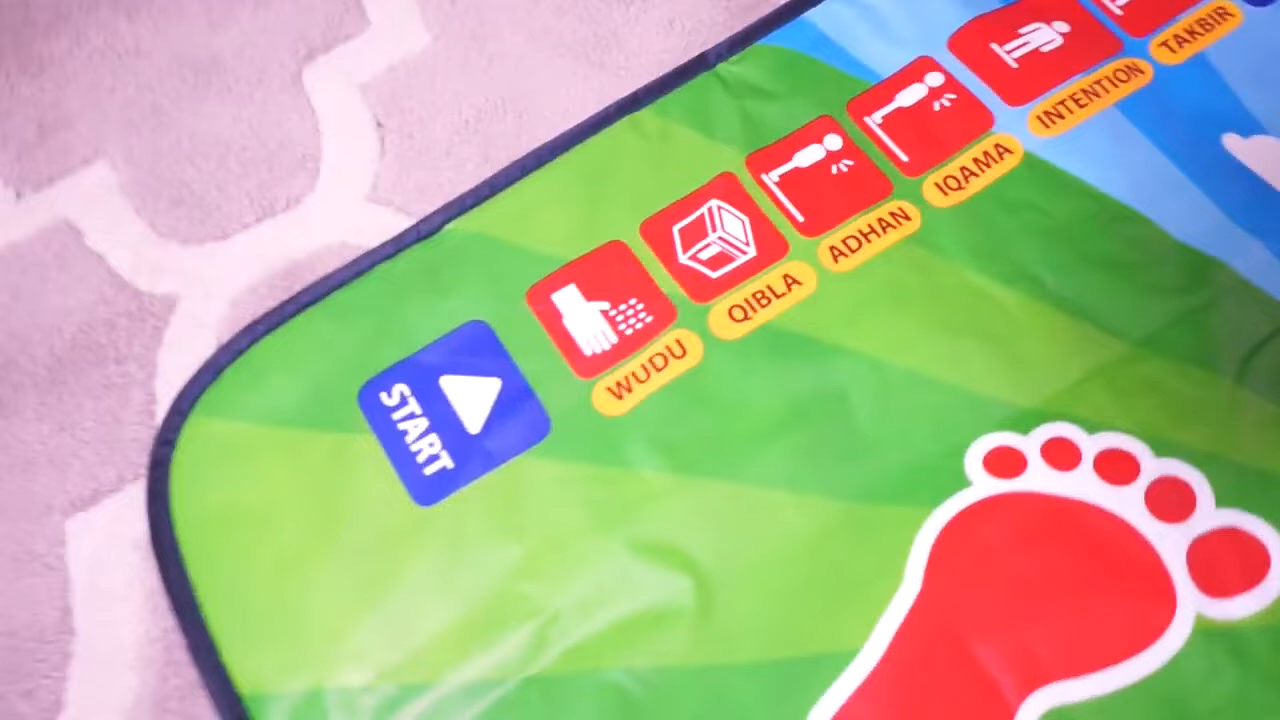 START
WUDU
QIBLA
ADHAN
IQAMA
INTENTION
TAKBIR